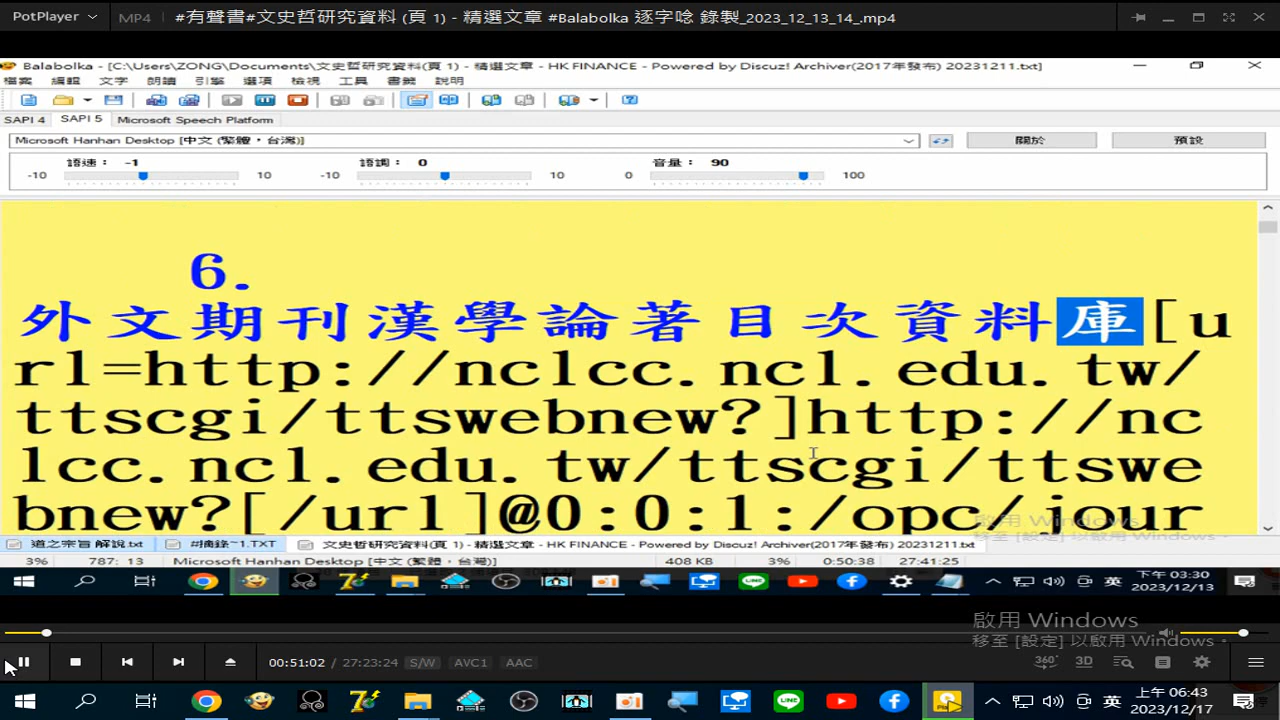 PotPlayer MP4 #有聲書#文史哲研究資料 (頁 1) - 精選文章 #Balabolka 逐字唸 錄製_2023_12_13_14_.mp4
Balabolka - [C:\Users\ZONG\Documents\文史哲研究資料(頁 1) - 精選文章 - HK FINANCE - Powered by Discuz! Archiver(2017年發布) 20231211.txt]
檔案 編輯 文字 朗讀 引擎 選項 檢視 工具 書籤 說明
SAPI 4 SAPI 5 Microsoft Speech Platform
Microsoft Hanhan Desktop [中文 (繁體，台灣)] 關於 預設
語速： -1 語調： 0 音量： 90
-10 10 -10 10 0 100
6.
外文期刊漢學論著目次資料庫[u
rl=http://nclcc.ncl.edu.tw/
ttscgi/ttswebnew?]http://nc
lcc.ncl.edu.tw/ttscgi/ttswe
bnew?[/url]@0:0:1:/opc/jour
啟用 Windows
移至 [設定] 以啟用 Windows。
道之宗旨 解說.txt #摘錄~1.TXT 文史哲研究資料(頁 1) - 精選文章 - HK FINANCE - Powered by Discuz! Archiver(2017年發布) 20231211.txt
3% 787: 13 Microsoft Hanhan Desktop [中文 (繁體，台灣)] 408 KB 3% 0:50:38 27:41:25
英 下午 03:30
2023/12/13
啟用 Windows
移至 [設定] 以啟用 Windows。
00:51:02 / 27:23:24 S/W AVC1 AAC 360° 3D
英 上午 06:43
2023/12/17